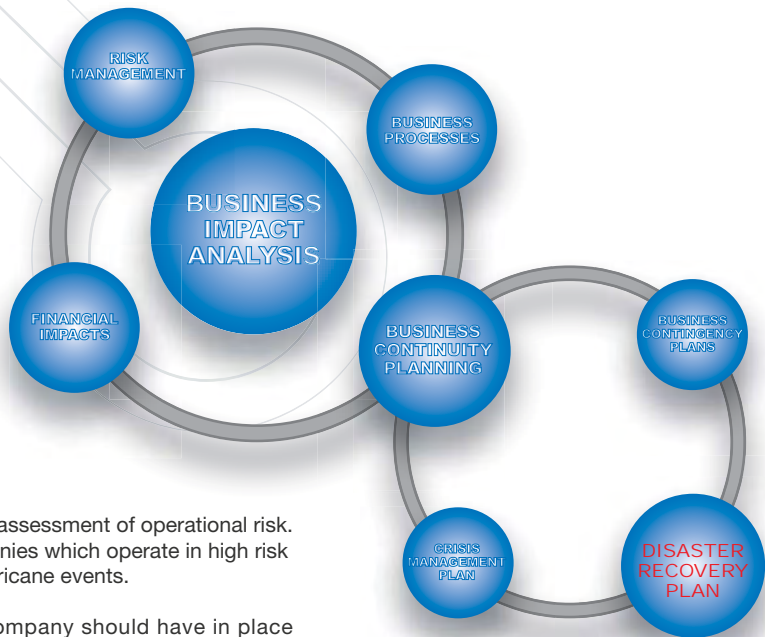 RISK
MANAGEMENT
BUSINESS
PROCESSES
BUSINESS
IMPACT
ANALYSIS
FINANCIAL
IMPACTS
BUSINESS
CONTINUITY
PLANNING
BUSINESS
CONTINGENCY
PLANS
CRISIS
MANAGEMENT
PLAN
DISASTER
RECOVERY
PLAN
assessment of operational risk.
nies which operate in high risk
ricane events.
ompany should have in place